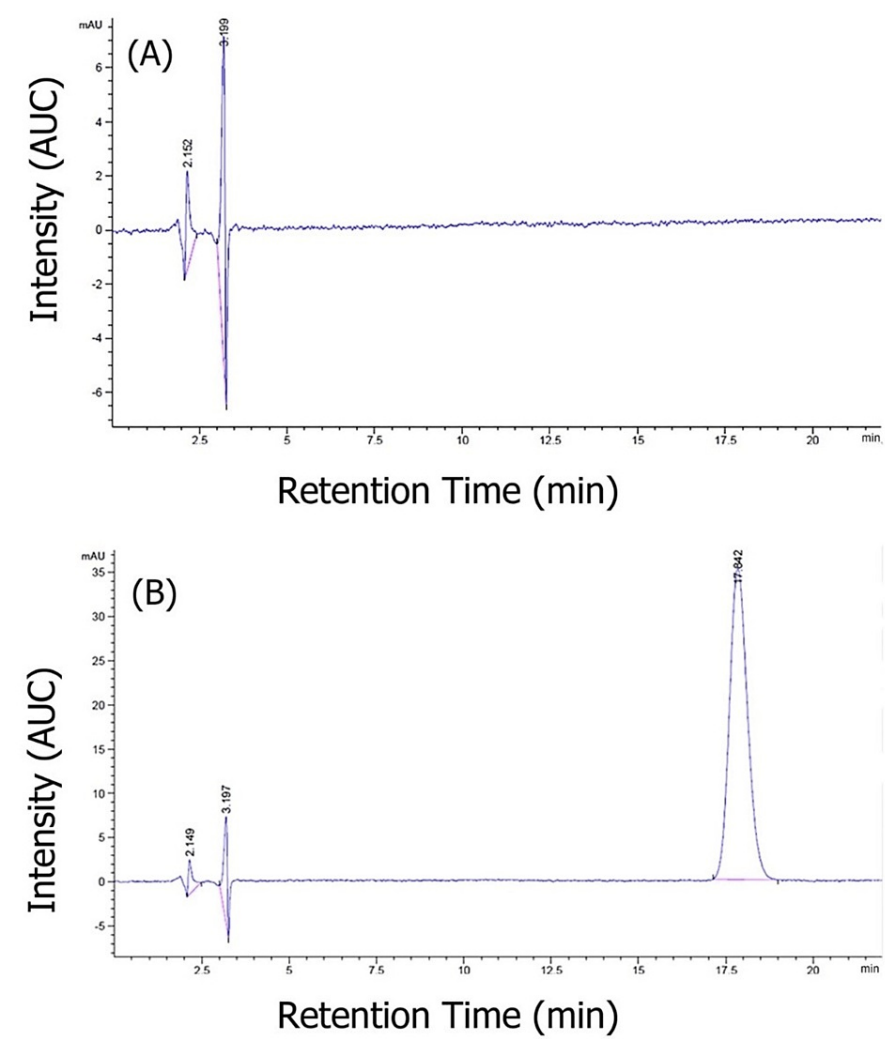 mAU
(A)
3.199
2.152
6
4
2
0
-2
-4
-6
Intensity (AUC)
2.5 5 7.5 10 12.5 15 17.5 20 min
Retention Time (min)
mAU
(B)
17.842
35
30
25
20
15
10
5
0
-5
3.197
2.149
Intensity (AUC)
2.5 5 7.5 10 12.5 15 17.5 20 min
Retention Time (min)